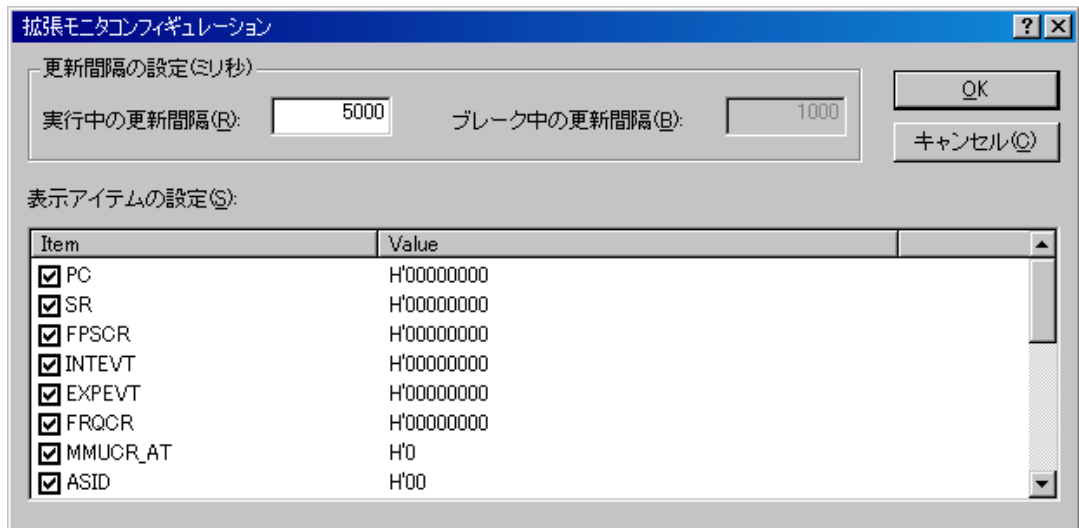 拡張モニタコンフィギュレーション
更新間隔の設定(ミリ秒)
実行中の更新間隔(R): 5000 ブレーク中の更新間隔(B): 1000
OK
キャンセル(C)
表示アイテムの設定(S):
Item Value
PC H'00000000
SR H'00000000
FPSCR H'00000000
INTEVT H'00000000
EXPEVT H'00000000
FRQCR H'00000000
MMUCR_AT H'0
ASID H'00